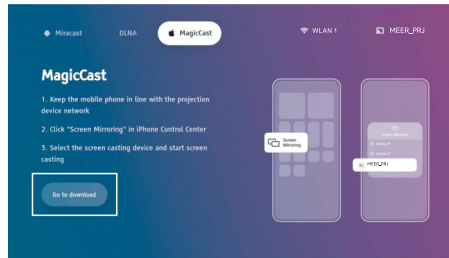 Miracast
DLNA
MagicCast
WLAN 1
MEER_PRJ
MagicCast
1. Keep the mobile phone in line with the projection
device network
2. Click "Screen Mirroring" in iPhone Control Center
3. Select the screen casting device and start screen
casting
Go to download
Screen
Mirroring
Screen Mirroring
MEER_PRJ